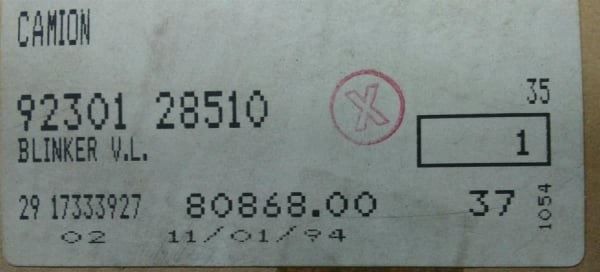 CAMION
35
92301 28510
X
1
BLINKER V.L.
29 17333927 80868.00 37
1054
02 11/01/94